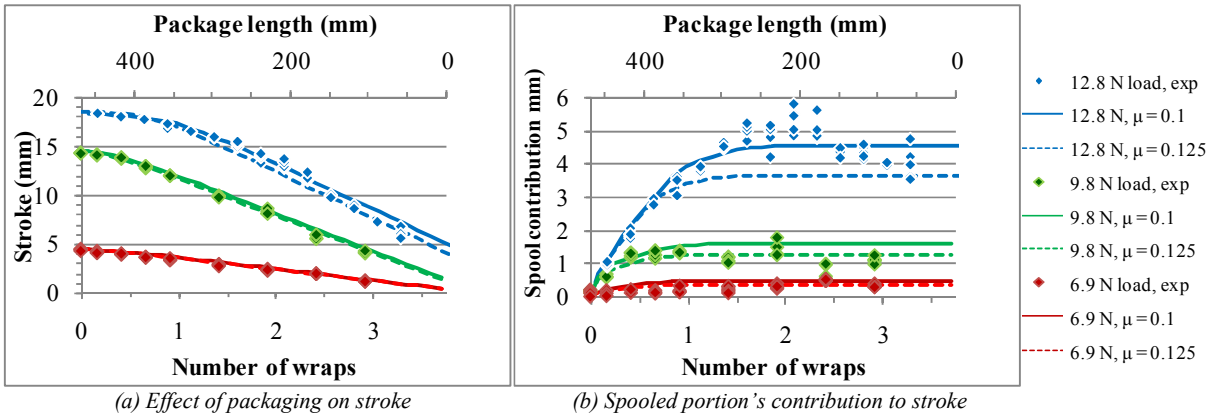 Package length (mm)
400 200 0
20
15
10
5
0
Stroke (mm)
0 1 2 3
Number of wraps
(a) Effect of packaging on stroke
Package length (mm)
400 300 200 100 0
6
5
4
3
2
1
0
Spool contribution mm
0 1 2 3
Number of wraps
(b) Spooled portion's contribution to stroke
12.8 N load, exp
12.8 N, μ = 0.1
12.8 N, μ = 0.125
9.8 N load, exp
9.8 N, μ = 0.1
9.8 N, μ = 0.125
6.9 N load, exp
6.9 N, μ = 0.1
6.9 N, μ = 0.125